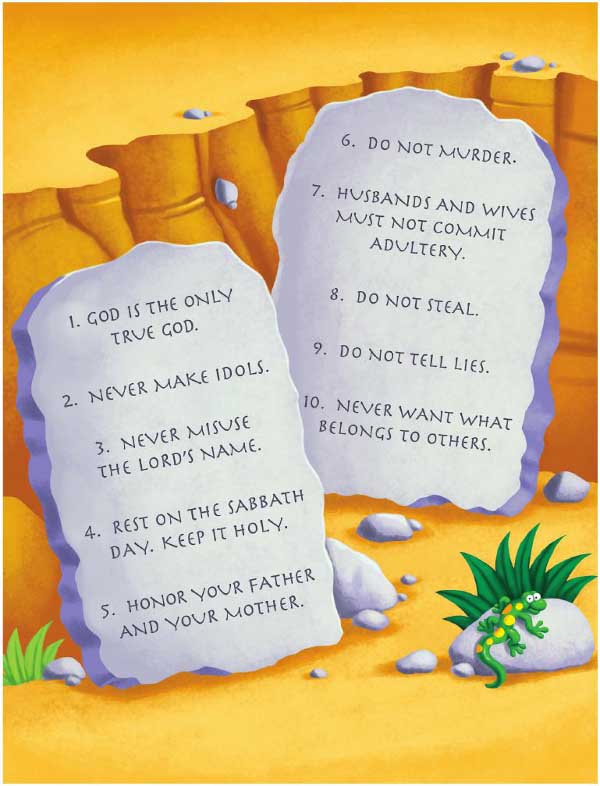 1. GOD IS THE ONLY
TRUE GOD.
2. NEVER MAKE IDOLS.
3. NEVER MISUSE
THE LORD'S NAME.
4. REST ON THE SABBATH
DAY. KEEP IT HOLY.
5. HONOR YOUR FATHER
AND YOUR MOTHER.
6. DO NOT MURDER.
7. HUSBANDS AND WIVES
MUST NOT COMMIT
ADULTERY.
8. DO NOT STEAL.
9. DO NOT TELL LIES.
10. NEVER WANT WHAT
BELONGS TO OTHERS.